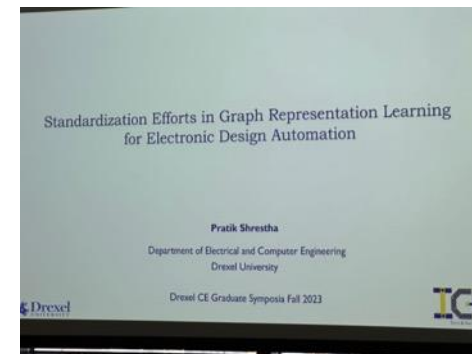 Standardization Efforts in Graph Representation Learning
for Electronic Design Automation
Pratik Shrestha
Department of Electrical and Computer Engineering
Drexel University
Drexel CE Graduate Symposia Fall 2023
Drexel
UNIVERSITY